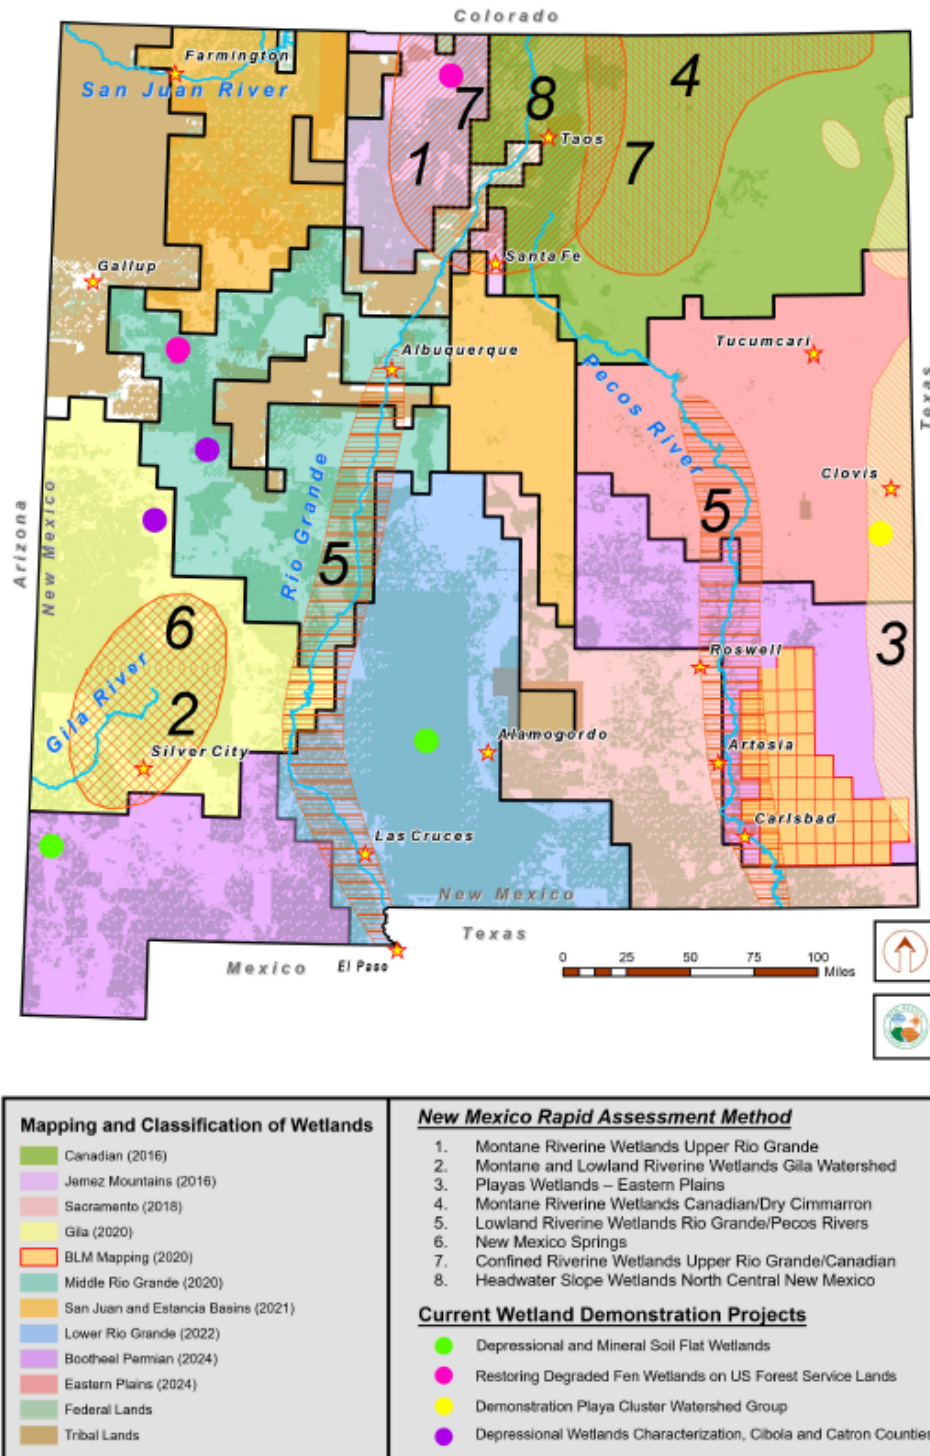 Colorado
Farmington
San Juan River
7
8
4
1
Taos
7
Santa Fe
Gallup
Albuquerque
Tucumcari
Pecos River
Texas
Clovis
Arizona
New Mexico
Rio Grande
5
5
6
3
Roswell
Gila River
2
Silver City
Alamogordo
Artesia
Carlsbad
Las Cruces
New Mexico
Texas
Mexico
El Paso
0 25 50 75 100
Miles
Mapping and Classification of Wetlands
Canadian (2016)
Jemez Mountains (2016)
Sacramento (2018)
Gila (2020)
BLM Mapping (2020)
Middle Rio Grande (2020)
San Juan and Estancia Basins (2021)
Lower Rio Grande (2022)
Bootheel Permian (2024)
Eastern Plains (2024)
Federal Lands
Tribal Lands
New Mexico Rapid Assessment Method
1. Montane Riverine Wetlands Upper Rio Grande
2. Montane and Lowland Riverine Wetlands Gila Watershed
3. Playas Wetlands – Eastern Plains
4. Montane Riverine Wetlands Canadian/Dry Cimmarron
5. Lowland Riverine Wetlands Rio Grande/Pecos Rivers
6. New Mexico Springs
7. Confined Riverine Wetlands Upper Rio Grande/Canadian
8. Headwater Slope Wetlands North Central New Mexico
Current Wetland Demonstration Projects
Depressional and Mineral Soil Flat Wetlands
Restoring Degraded Fen Wetlands on US Forest Service Lands
Demonstration Playa Cluster Watershed Group
Depressional Wetlands Characterization, Cibola and Catron Counties